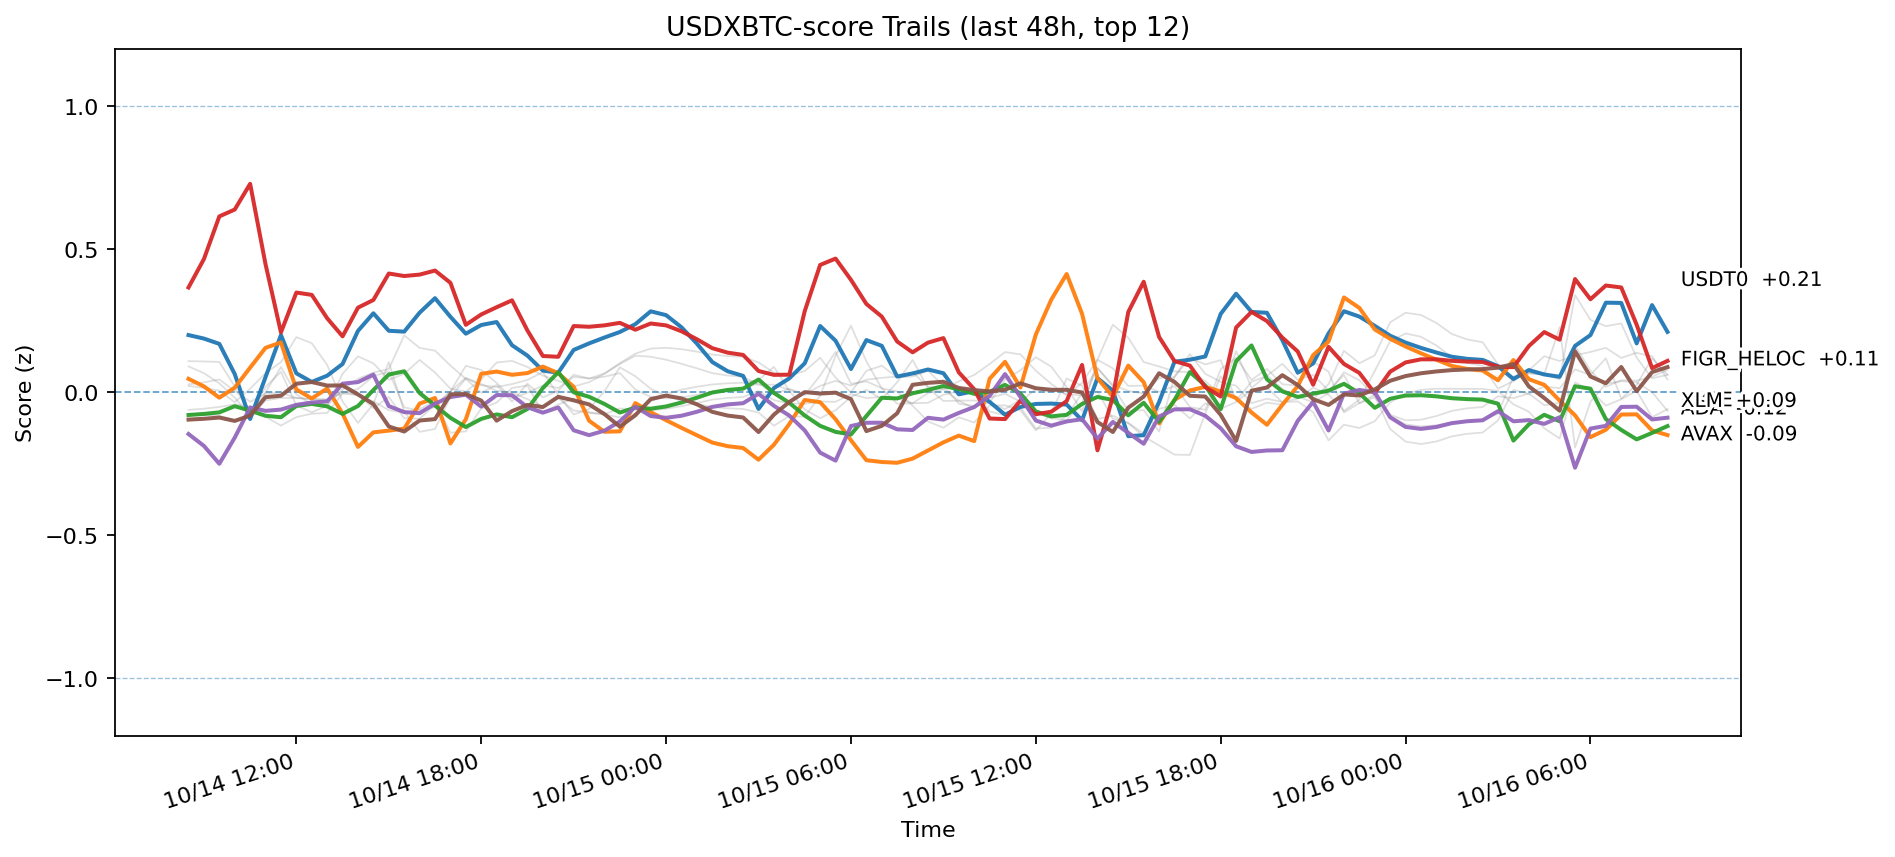 USDXBTC-score Trails (last 48h, top 12)
Score (z)
1.0
0.5
0.0
−0.5
−1.0
USDT0 +0.21
FIGR_HELOC +0.11
+0.09
AVAX -0.09
10/14 12:00
10/14 18:00
10/15 00:00
10/15 06:00
10/15 12:00
10/15 18:00
10/16 00:00
10/16 06:00
Time